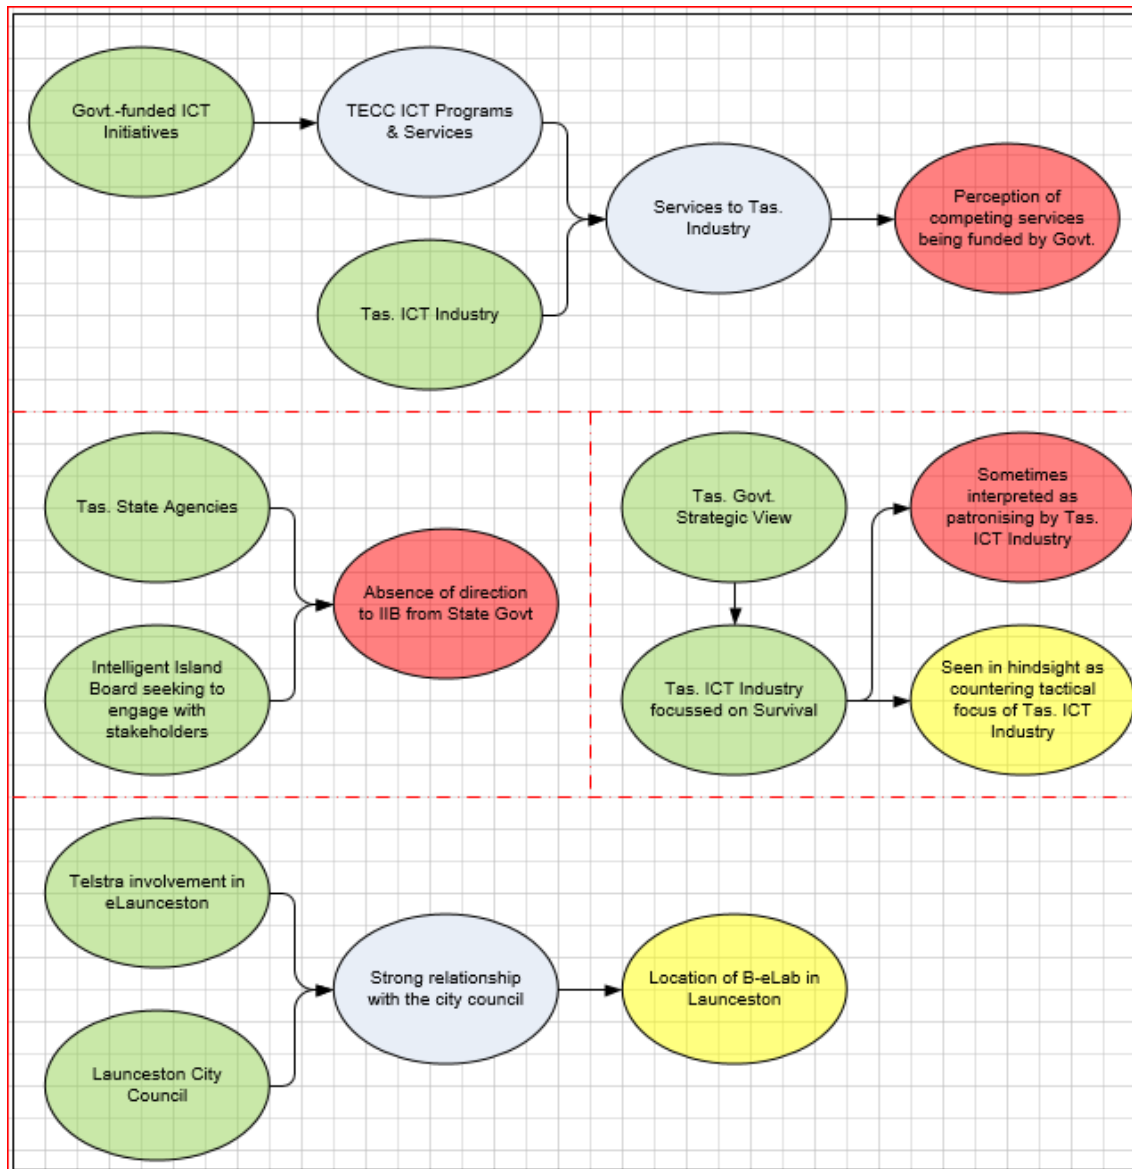 Govt.-funded ICT
Initiatives
TECC ICT Programs
& Services
Services to Tas.
Industry
Perception of
competing services
being funded by Govt.
Tas. ICT Industry
Tas. State Agencies
Absence of direction
to IIB from State Govt
Intelligent Island
Board seeking to
engage with
stakeholders
Tas. Govt.
Strategic View
Sometimes
interpreted as
patronising by Tas.
ICT Industry
Tas. ICT Industry
focussed on Survival
Seen in hindsight as
countering tactical
focus of Tas. ICT
Industry
Telstra involvement in
eLaunceston
Strong relationship
with the city council
Location of B-eLab in
Launceston
Launceston City
Council